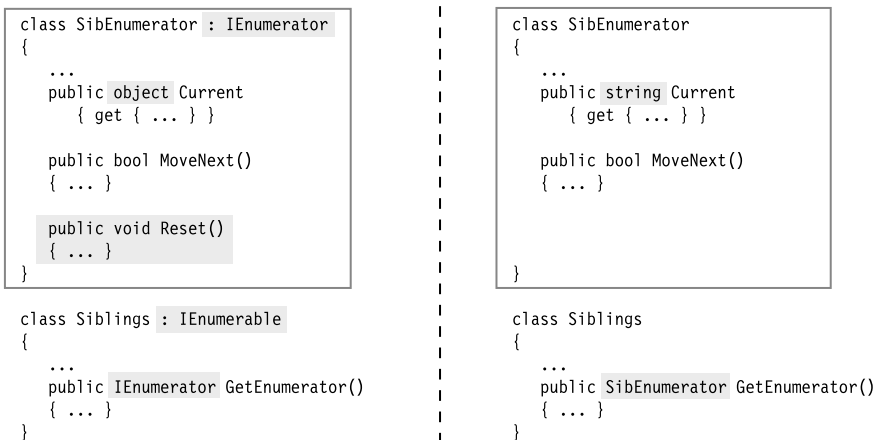 class SibEnumerator : IEnumerator
{
...
public object Current
{ get { ... } }
public bool MoveNext()
{ ... }
public void Reset()
{ ... }
}
class Siblings : IEnumerable
{
...
public IEnumerator GetEnumerator()
{ ... }
}
class SibEnumerator
{
...
public string Current
{ get { ... } }
public bool MoveNext()
{ ... }
}
class Siblings
{
...
public SibEnumerator GetEnumerator()
{ ... }
}